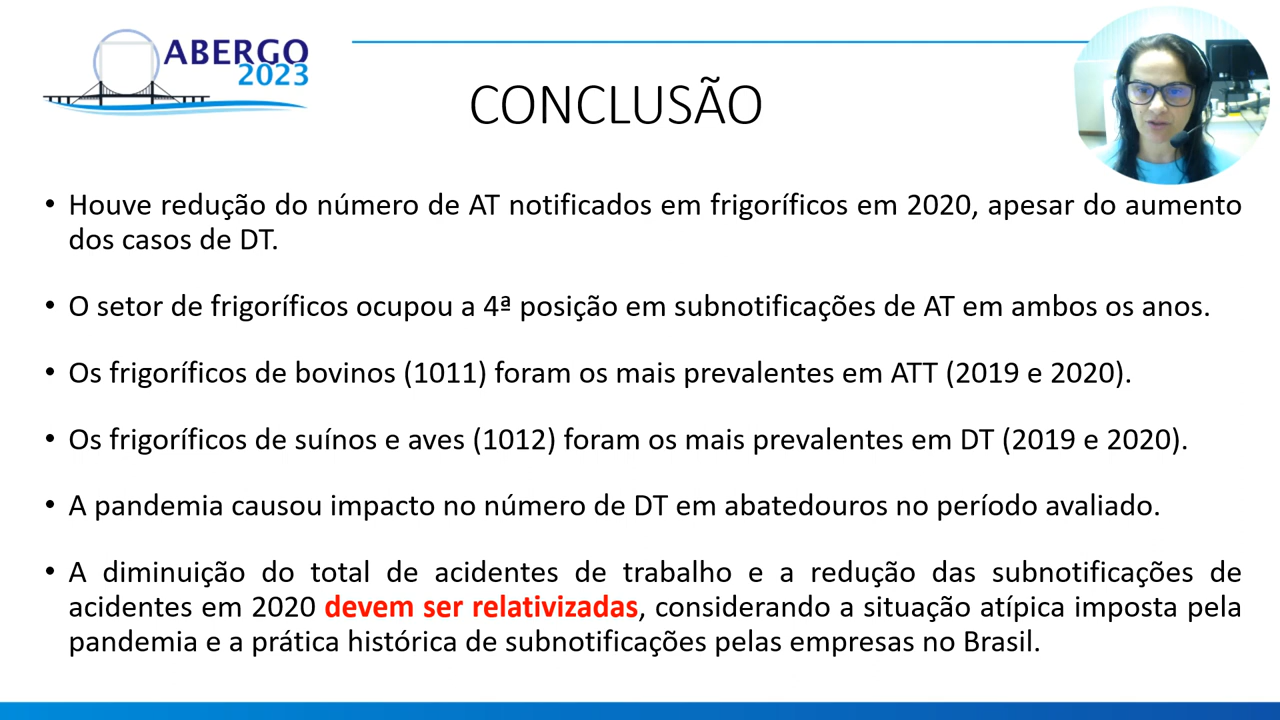 ABERGO
2023
CONCLUSÃO
• Houve redução do número de AT notificados em frigoríficos em 2020, apesar do aumento
dos casos de DT.
• O setor de frigoríficos ocupou a 4ª posição em subnotificações de AT em ambos os anos.
• Os frigoríficos de bovinos (1011) foram os mais prevalentes em ATT (2019 e 2020).
• Os frigoríficos de suínos e aves (1012) foram os mais prevalentes em DT (2019 e 2020).
• A pandemia causou impacto no número de DT em abatedouros no período avaliado.
• A diminuição do total de acidentes de trabalho e a redução das subnotificações de
acidentes em 2020 devem ser relativizadas, considerando a situação atípica imposta pela
pandemia e a prática histórica de subnotificações pelas empresas no Brasil.